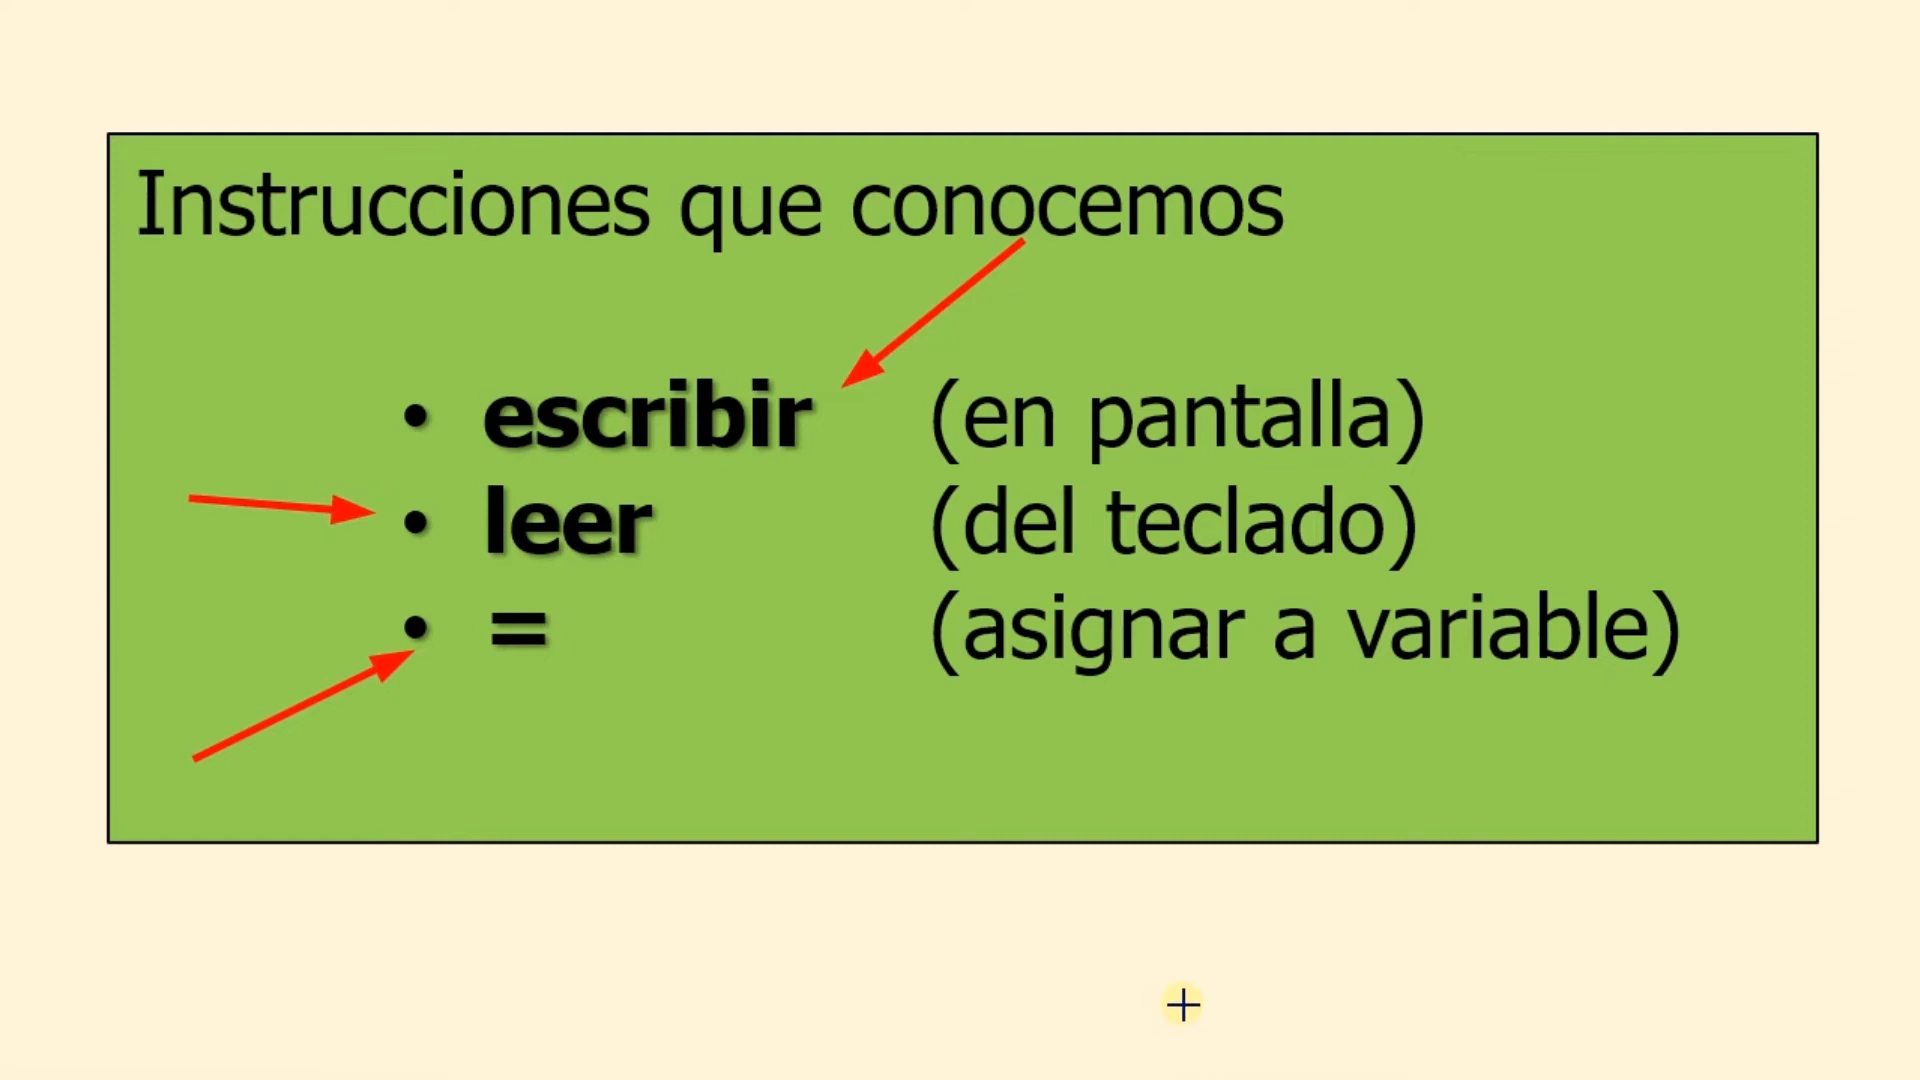 Instrucciones que conocemos
• escribir (en pantalla)
• leer (del teclado)
• = (asignar a variable)